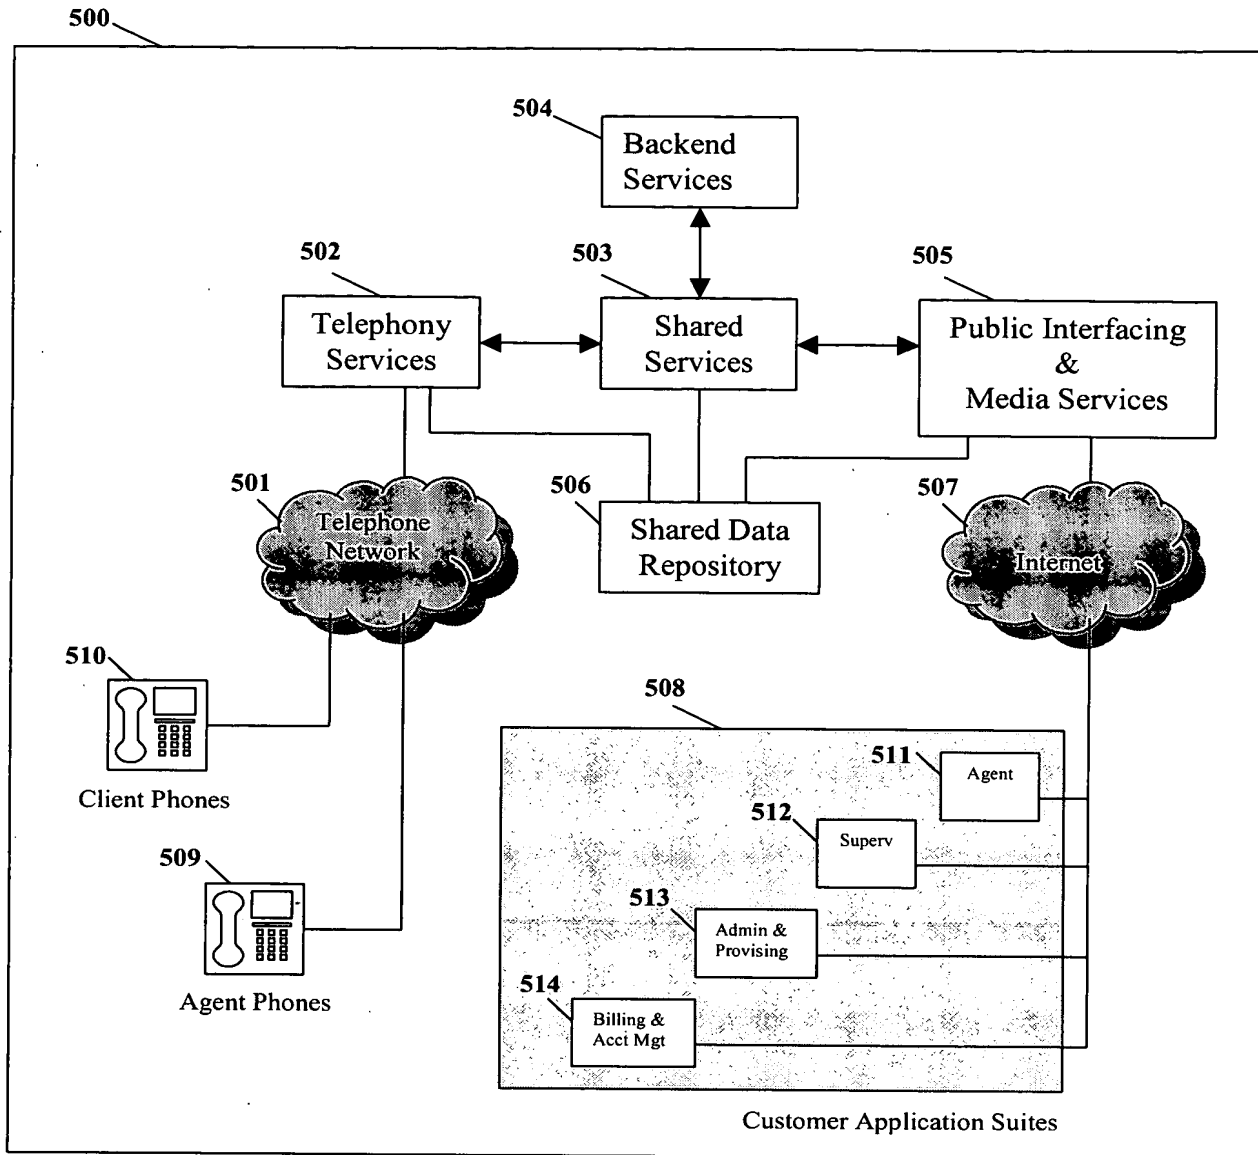 500
504
Backend
Services
502
503
505
Telephony
Services
Shared
Services
Public Interfacing
&
Media Services
501
Telephone
Network
506
Shared Data
Repository
507
Internet
510
Client Phones
509
Agent Phones
508
511
Agent
512
Superv
513
Admin &
Provising
514
Billing &
Acct Mgt
Customer Application Suites